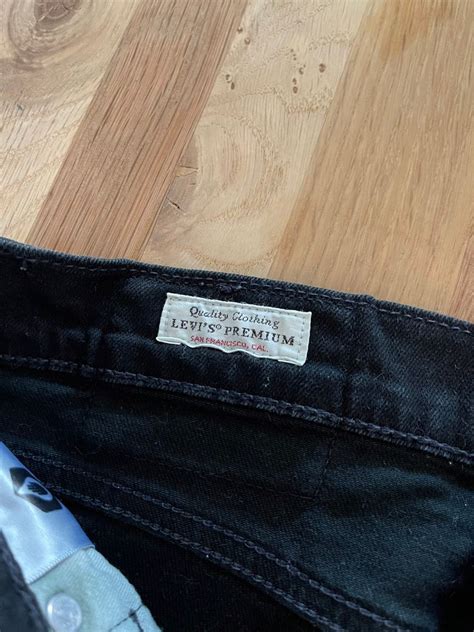 Quality Clothing
LEVI'S® PREMIUM
SAN FRANCISCO, CAL.